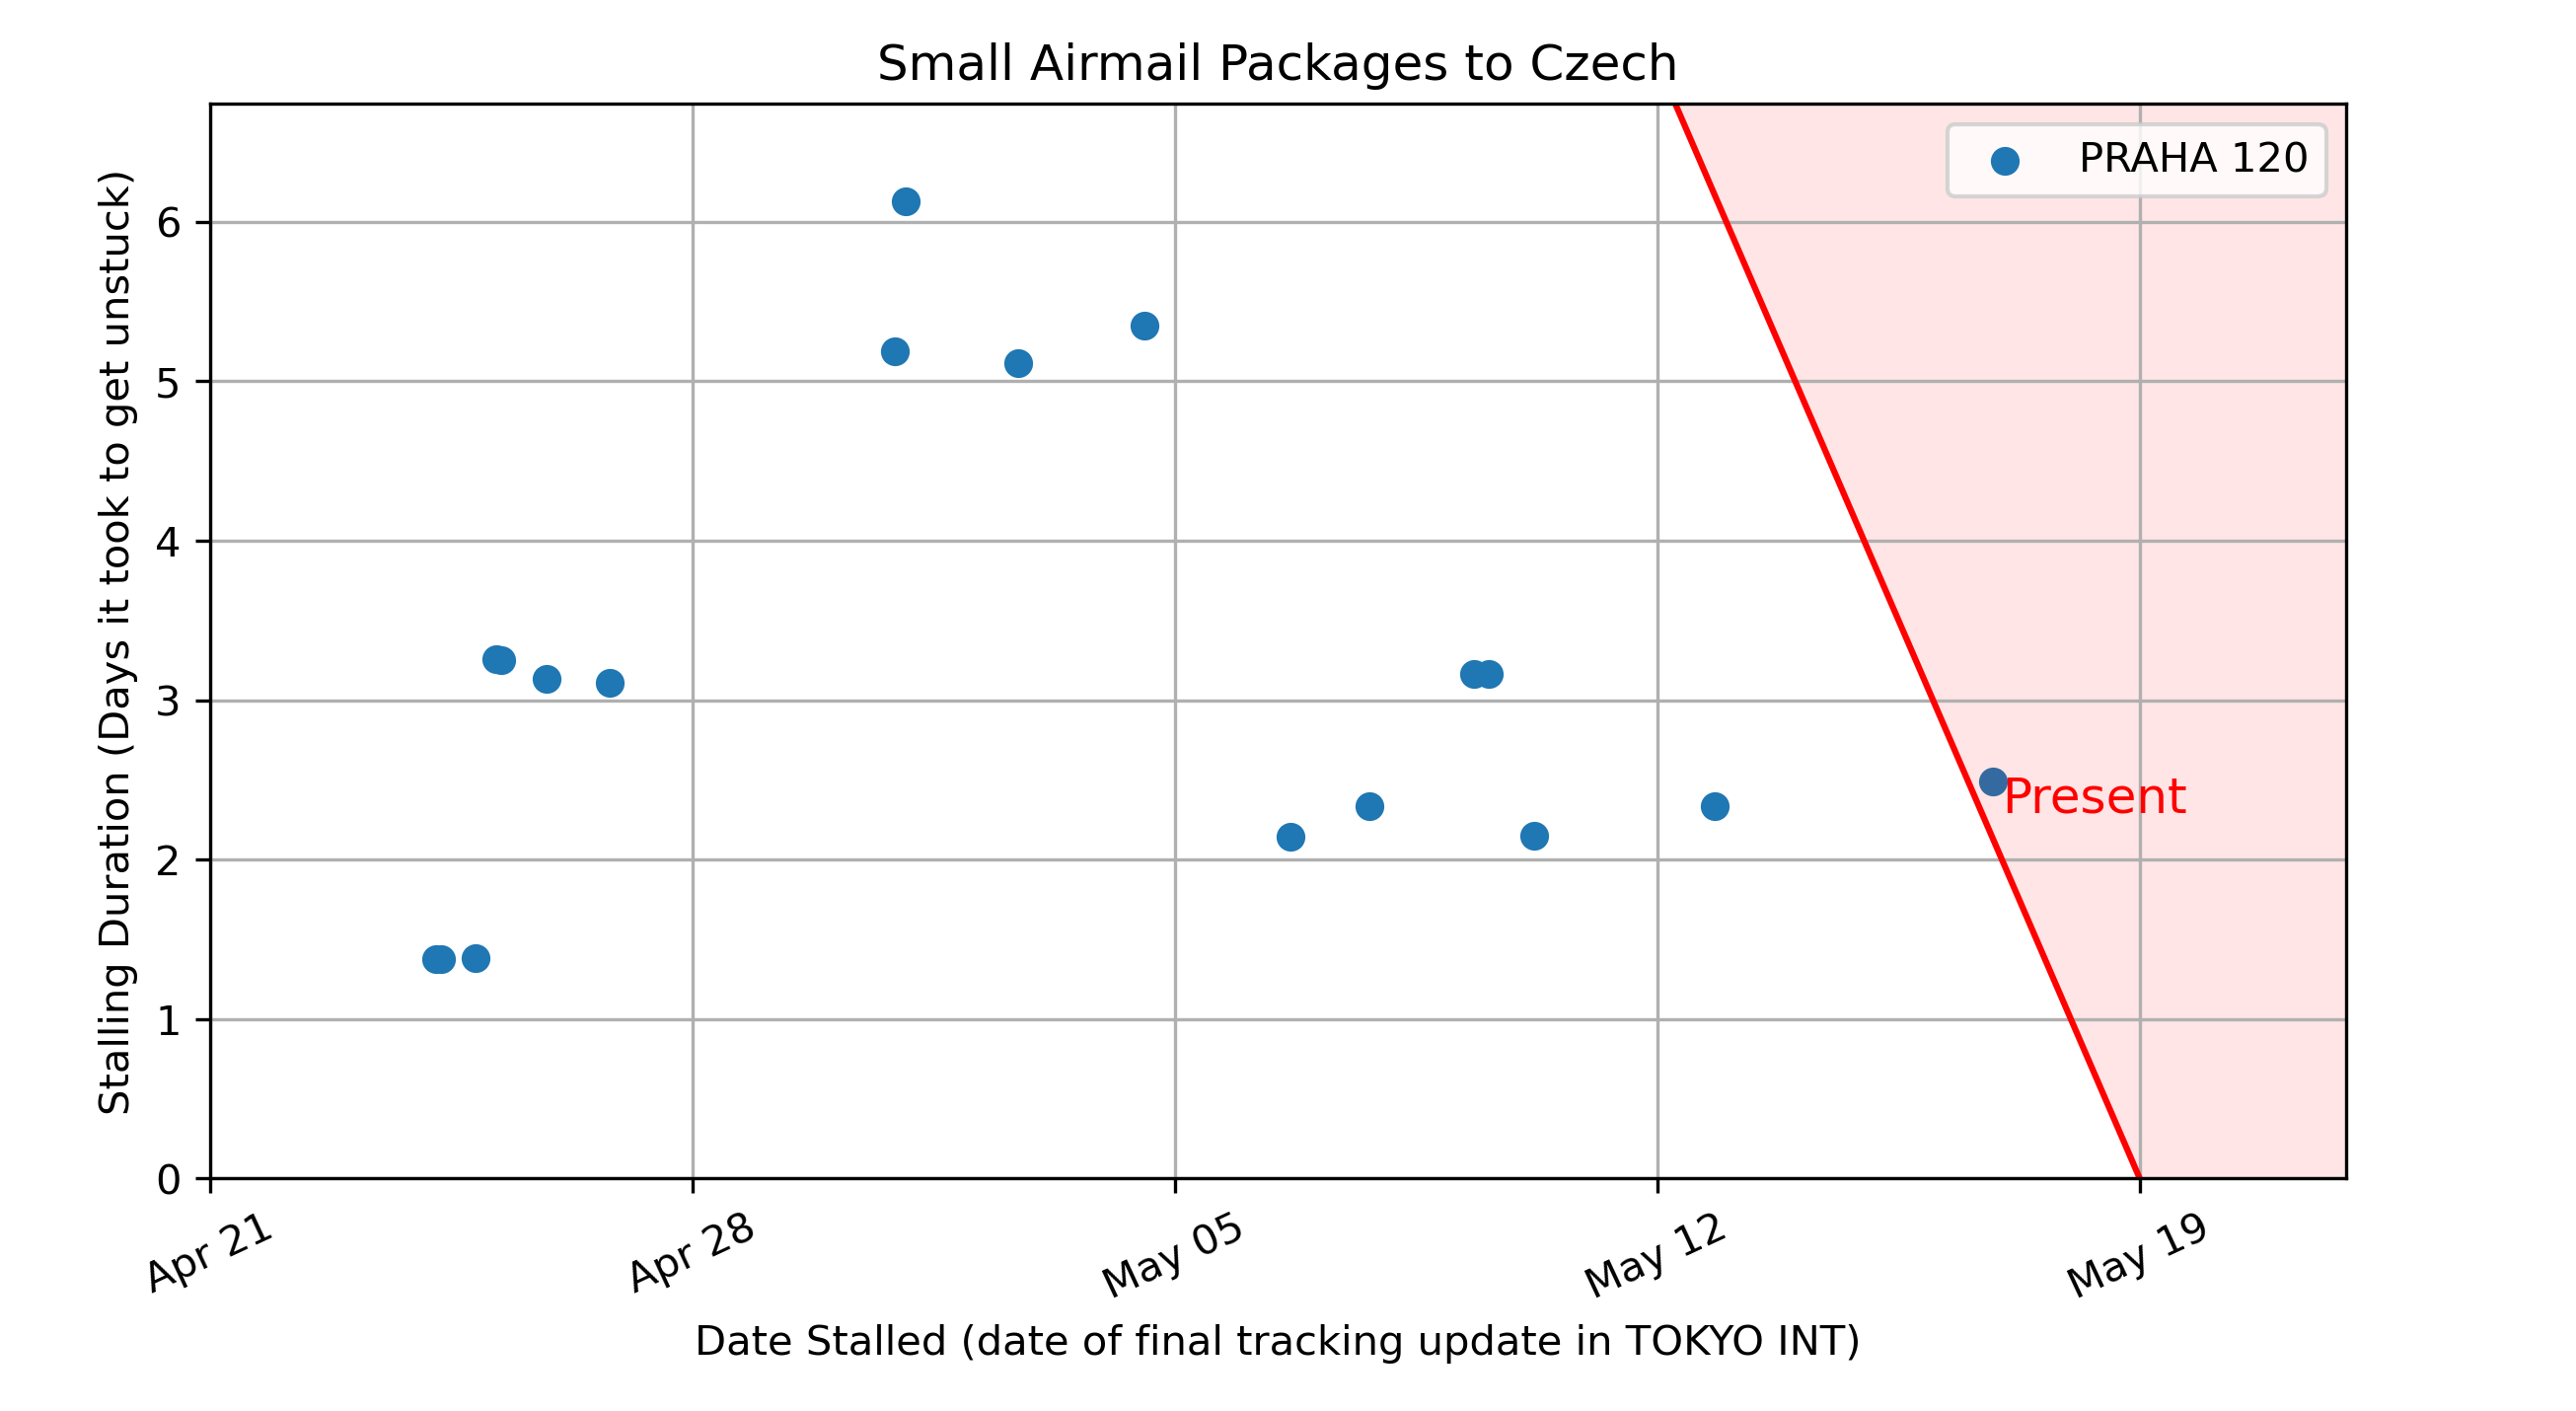 Small Airmail Packages to Czech
PRAHA 120
Stalling Duration (Days it took to get unstuck)
6
5
4
3
2
1
0
Present
Apr 21
Apr 28
May 05
May 12
May 19
Date Stalled (date of final tracking update in TOKYO INT)